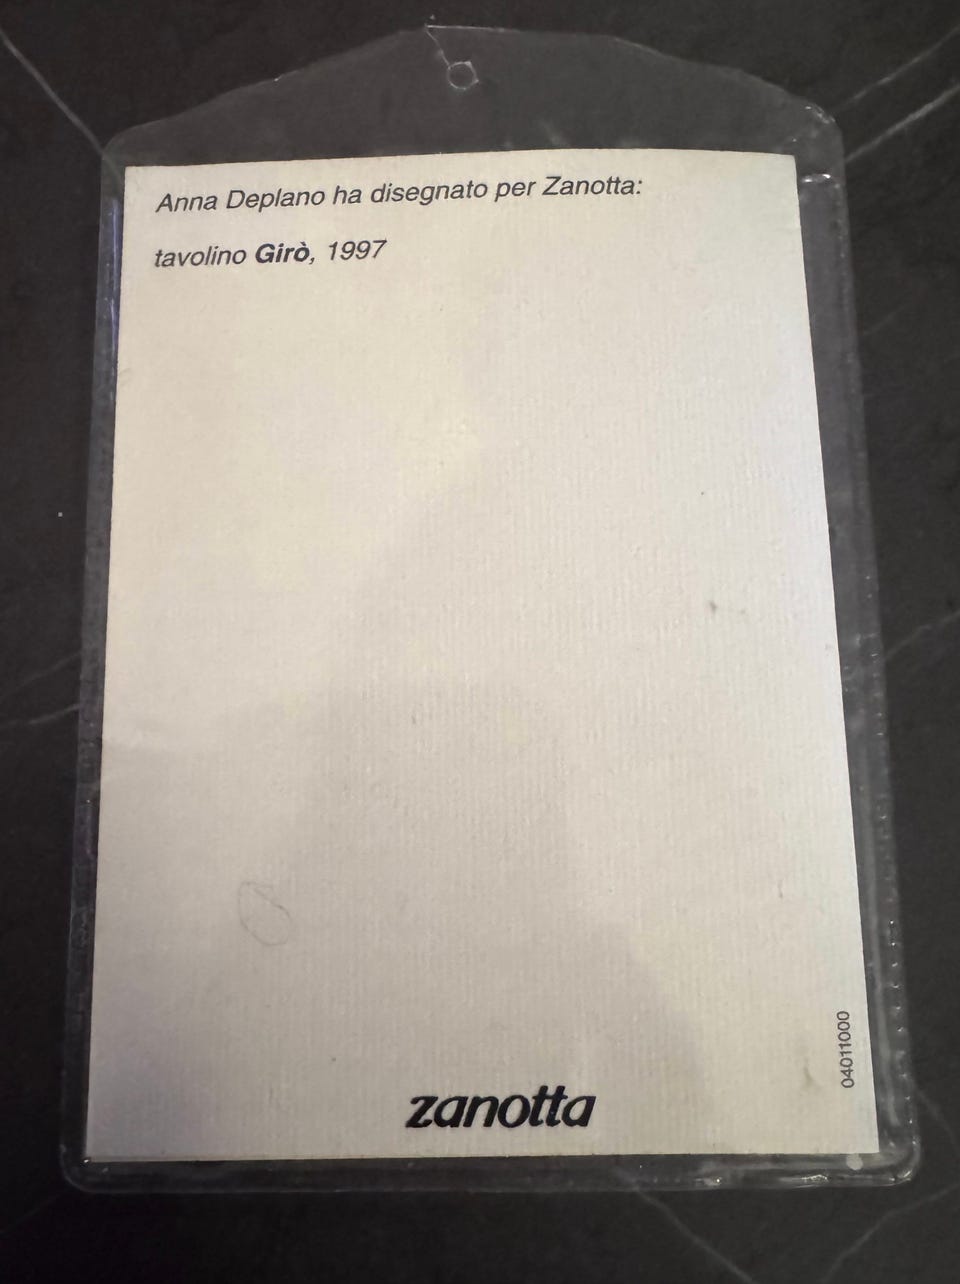 Anna Deplano ha disegnato per Zanotta:
tavolino Girò, 1997
04011000
zanotta